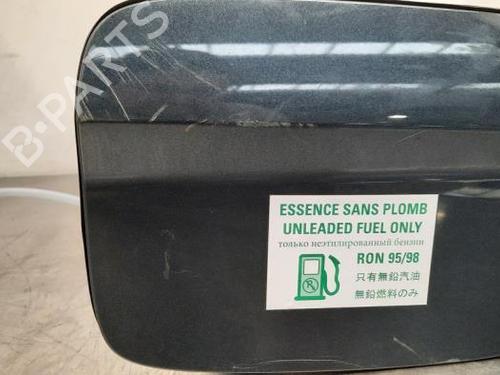 B-PARTS
ESSENCE SANS PLOMB
UNLEADED FUEL ONLY
только неэтилированный бензин
RON 95/98
只有無鉛汽油
無鉛燃料のみ